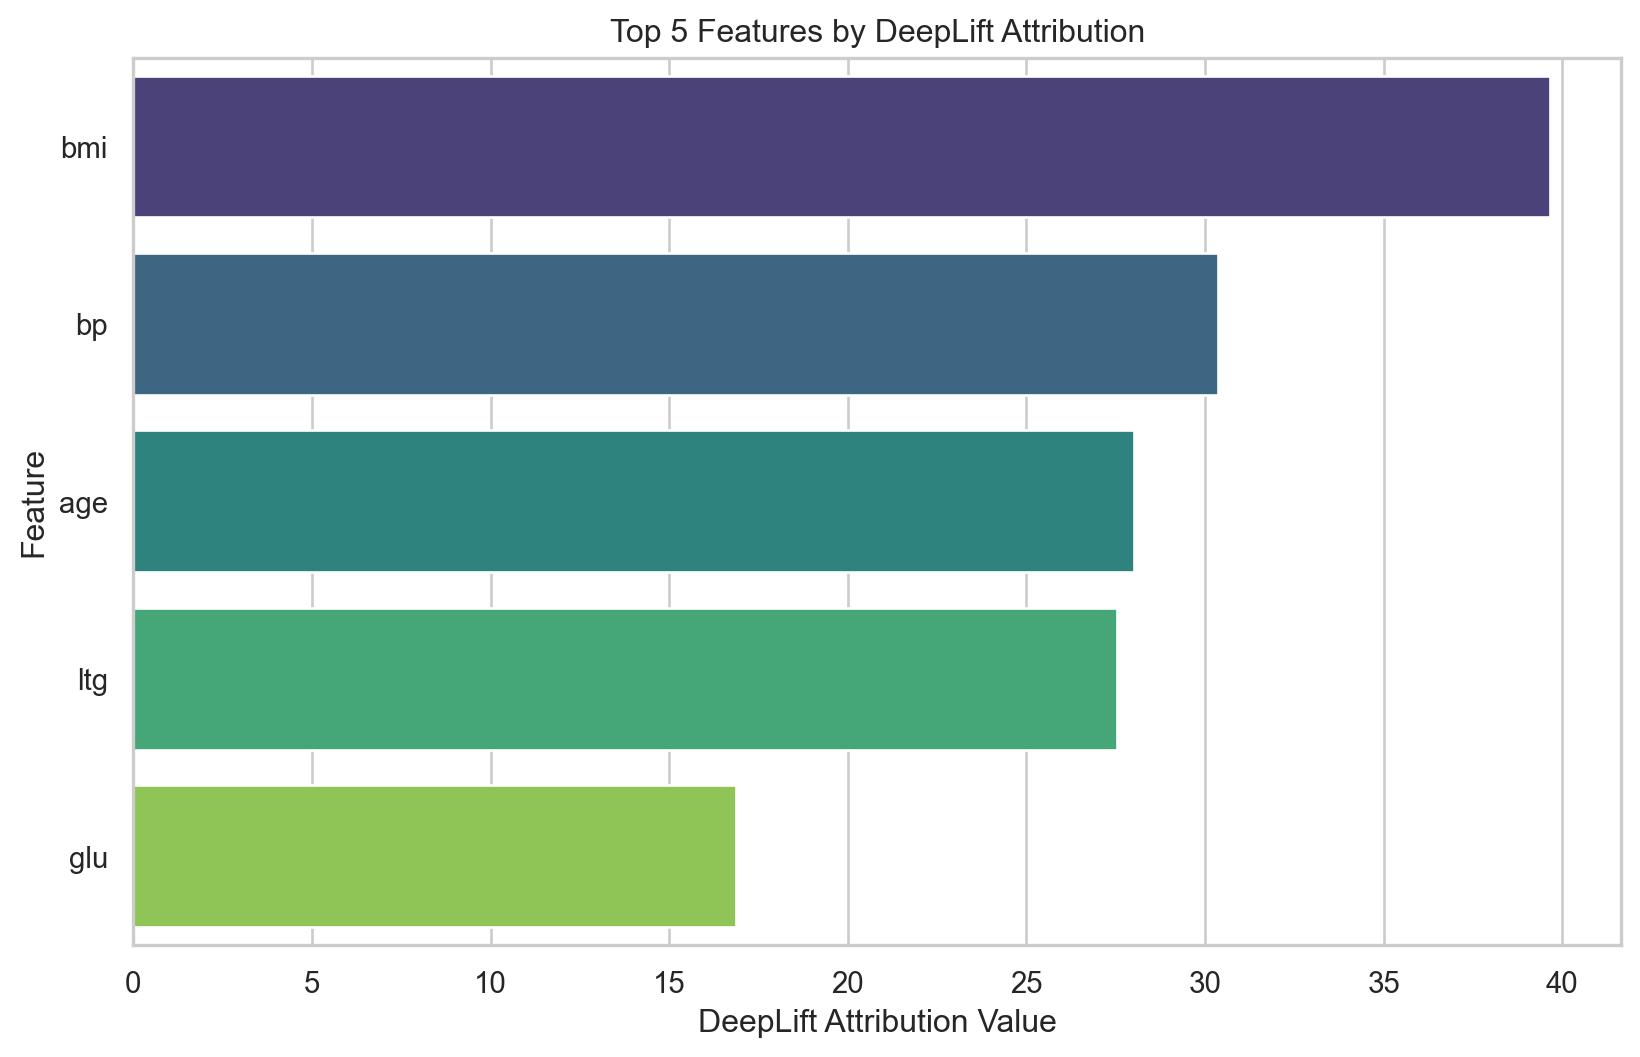 Top 5 Features by DeepLift Attribution
Feature
bmi
bp
age
ltg
glu
0 5 10 15 20 25 30 35 40
DeepLift Attribution Value